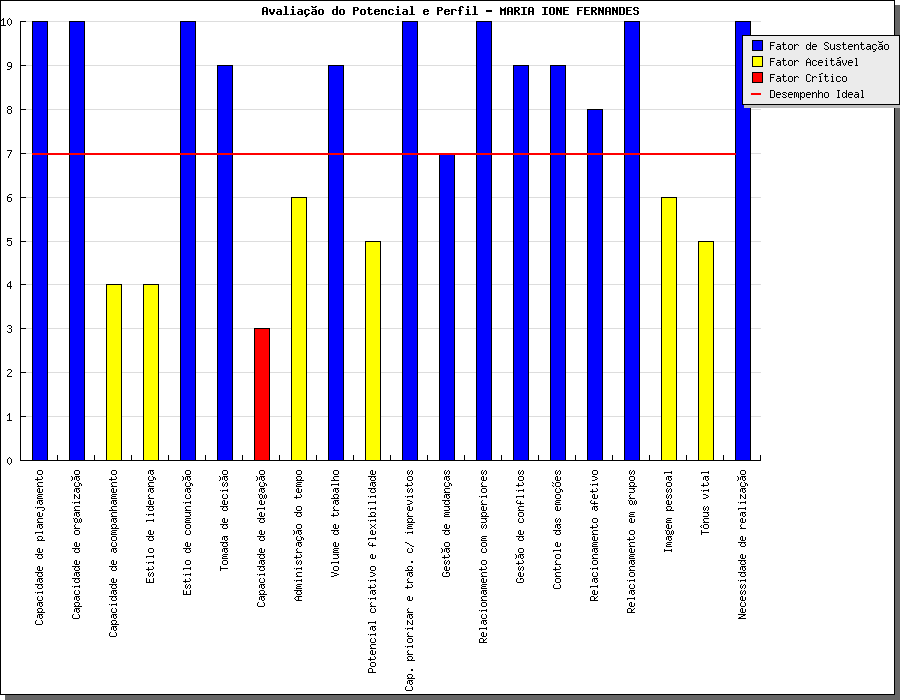 Avaliação do Potencial e Perfil - MARIA IONE FERNANDES
10
9
8
7
6
5
4
3
2
1
0
Fator de Sustentação
Fator Aceitável
Fator Crítico
Desempenho Ideal
Capacidade de planejamento
Capacidade de organização
Capacidade de acompanhamento
Estilo de liderança
Estilo de comunicação
Tomada de decisão
Capacidade de delegação
Administração do tempo
Volume de trabalho
Potencial criativo e flexibilidade
Cap. priorizar e trab. c/ imprevistos
Gestão de mudanças
Relacionamento com superiores
Gestão de conflitos
Controle das emoções
Relacionamento afetivo
Relacionamento em grupos
Imagem pessoal
Tônus vital
Necessidade de realização